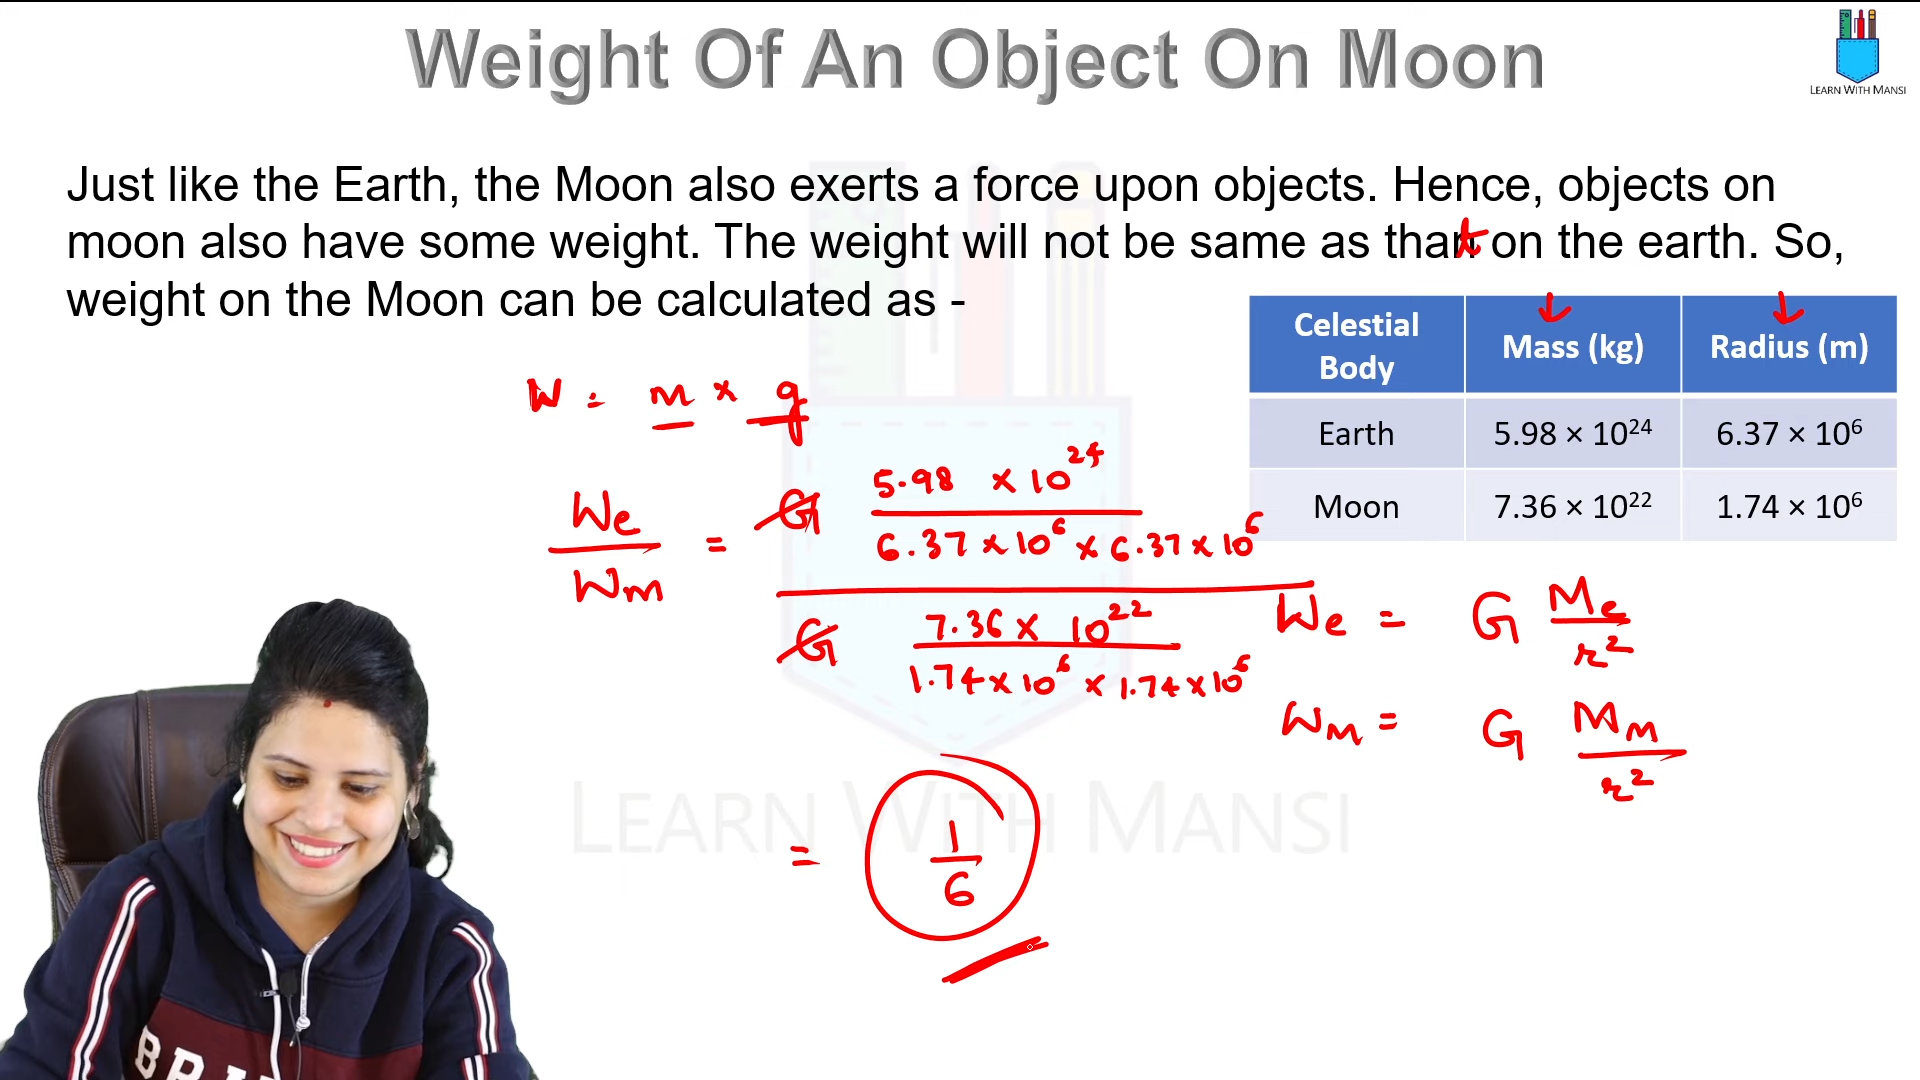 Weight Of An Object On Moon
LEARN WITH MANSI
Just like the Earth, the Moon also exerts a force upon objects. Hence, objects on
moon also have some weight. The weight will not be same as that on the earth. So,
weight on the Moon can be calculated as -
Celestial Body Mass (kg) Radius (m)
Earth 5.98 × 10²⁴ 6.37 × 10⁶
Moon 7.36 × 10²² 1.74 × 10⁶
W = m × g
We
Wm
=
G 5.98 × 10²⁴
6.37 × 10⁶ × 6.37 × 10⁶
G 7.36 × 10²²
1.74 × 10⁶ × 1.74 × 10⁶
We = G Me
r²
Wm = G Mm
r²
= 1
6
LEARN WITH MANSI